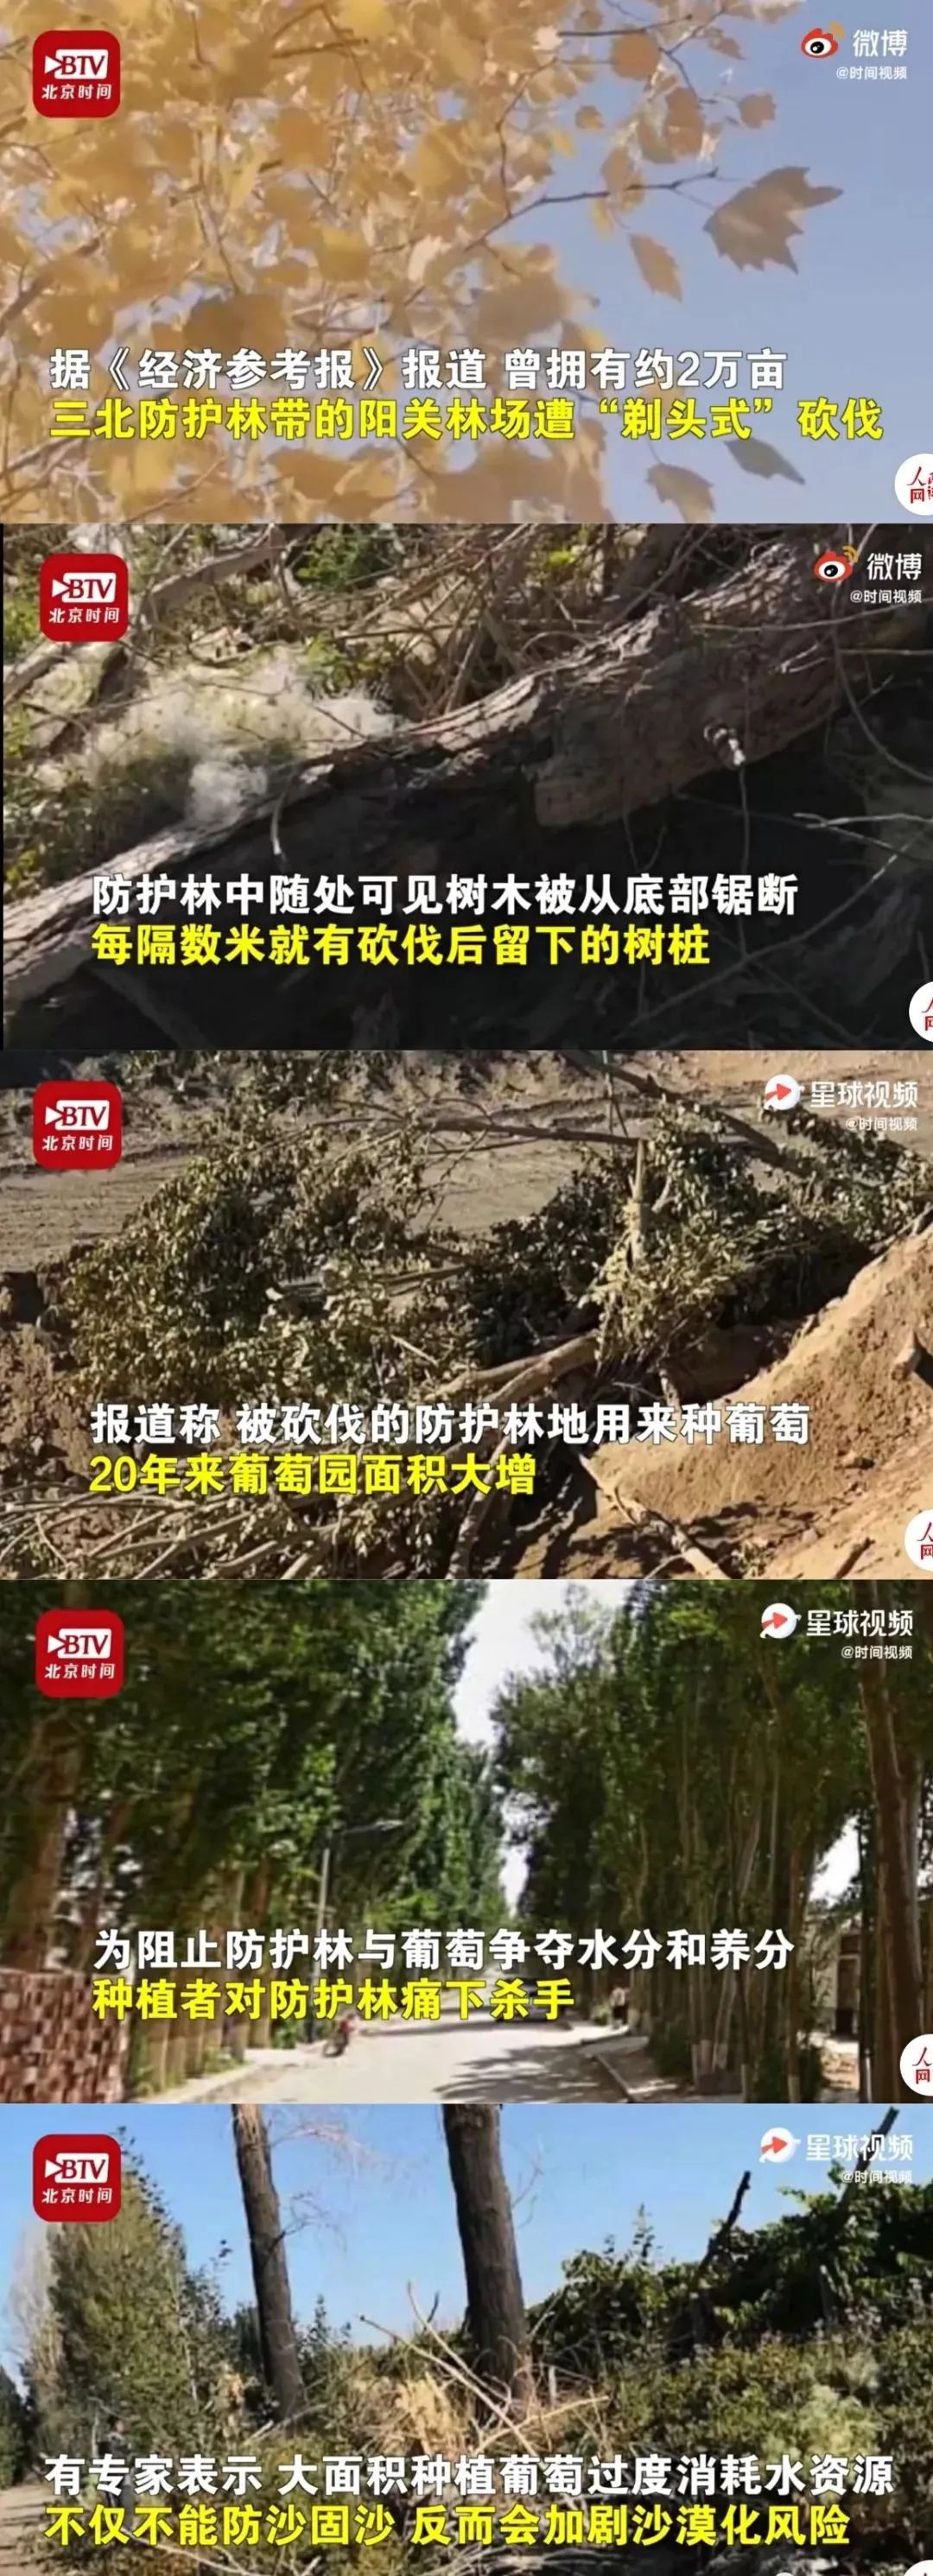 BTV
北京时间
微博
@时间视频
据《经济参考报》报道 曾拥有约2万亩
三北防护林带的阳关林场遭“剃头式”砍伐
人
网
BTV
北京时间
微博
@时间视频
防护林中随处可见树木被从底部锯断
每隔数米就有砍伐后留下的树桩
BTV
北京时间
星球视频
@时间视频
报道称 被砍伐的防护林地用来种葡萄
20年来葡萄园面积大增
人
网
BTV
北京时间
星球视频
@时间视频
为阻止防护林与葡萄争夺水分和养分
种植者对防护林痛下杀手
人
网
BTV
北京时间
星球视频
@时间视频
有专家表示 大面积种植葡萄过度消耗水资源
不仅不能防沙固沙 反而会加剧沙漠化风险